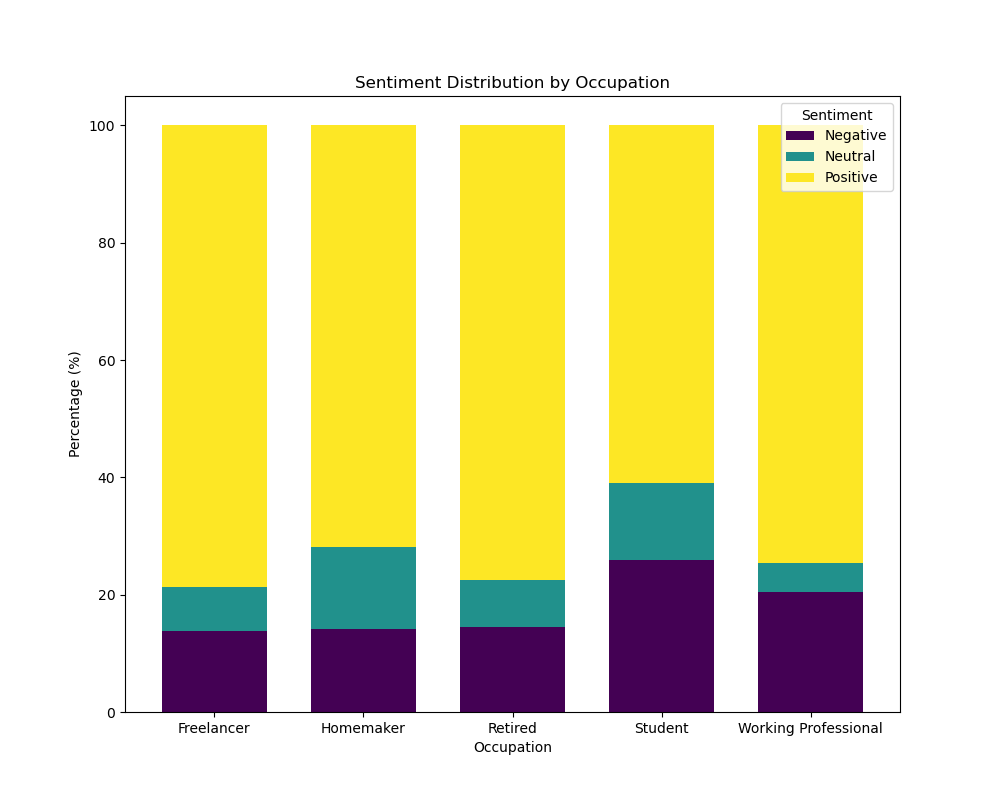 Sentiment Distribution by Occupation
Sentiment
Negative
Neutral
Positive
Percentage (%)
100
80
60
40
20
0
Freelancer Homemaker Retired Student Working Professional
Occupation